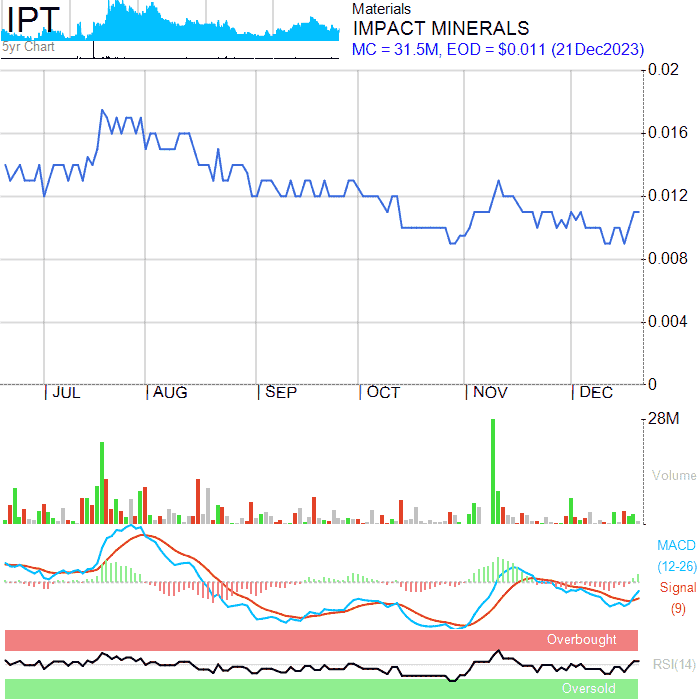 IPT
5yr Chart
Materials
IMPACT MINERALS
MC = 31.5M, EOD = $0.011 (21Dec2023)
0.02
0.016
0.012
0.008
0.004
0
JUL AUG SEP OCT NOV DEC
28M
Volume
MACD
(12-26)
Signal
(9)
Overbought
RSI(14)
Oversold